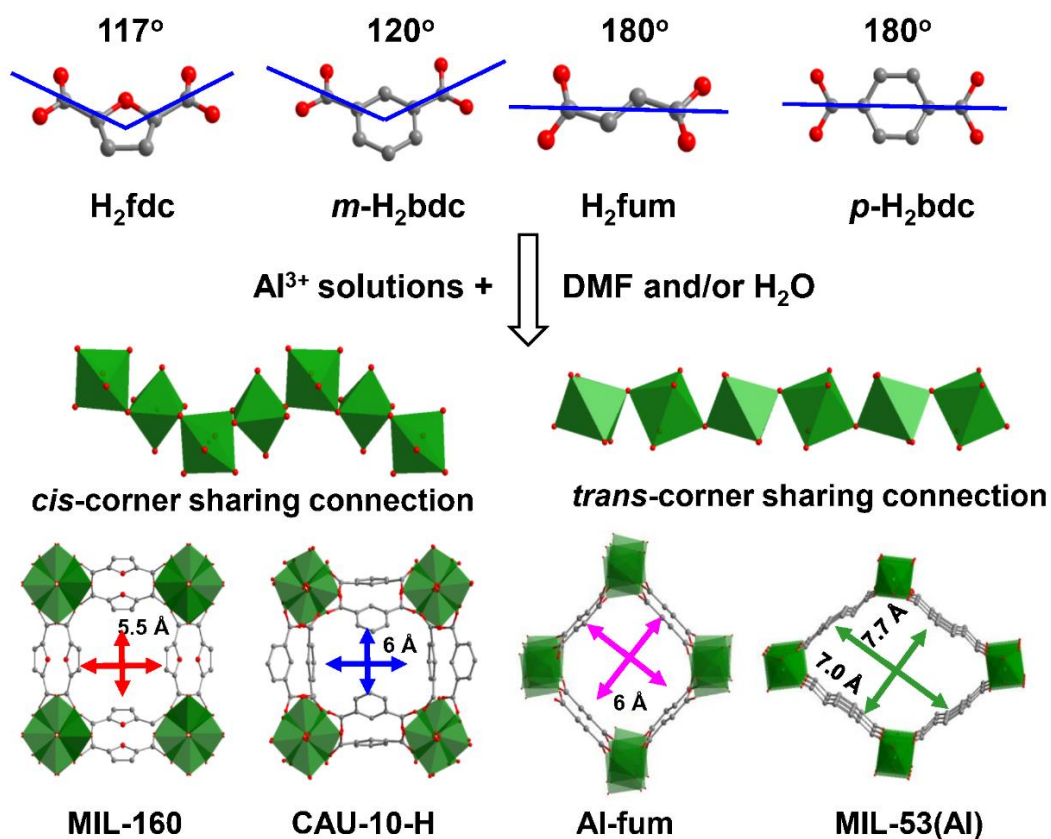 117° 120° 180° 180°
H₂fdc m-H₂bdc H₂fum p-H₂bdc
Al³⁺ solutions + DMF and/or H₂O
cis-corner sharing connection trans-corner sharing connection
5.5 Å 6 Å 6 Å 7.7 Å 7.0 Å
MIL-160 CAU-10-H Al-fum MIL-53(Al)